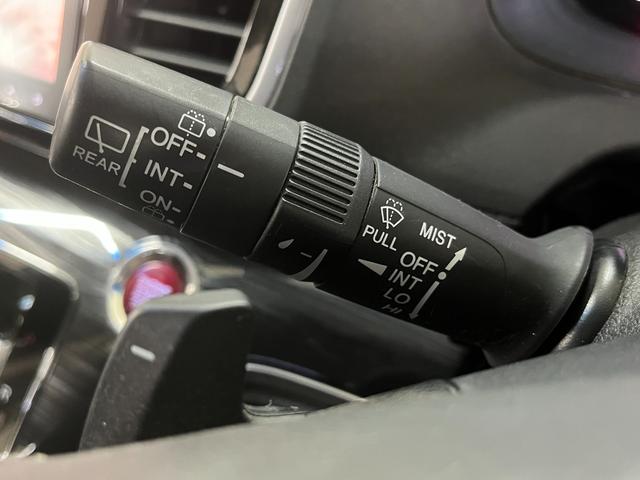 REAR
OFF-
INT-
ON-
PULL
MIST
OFF
INT
LO
HI